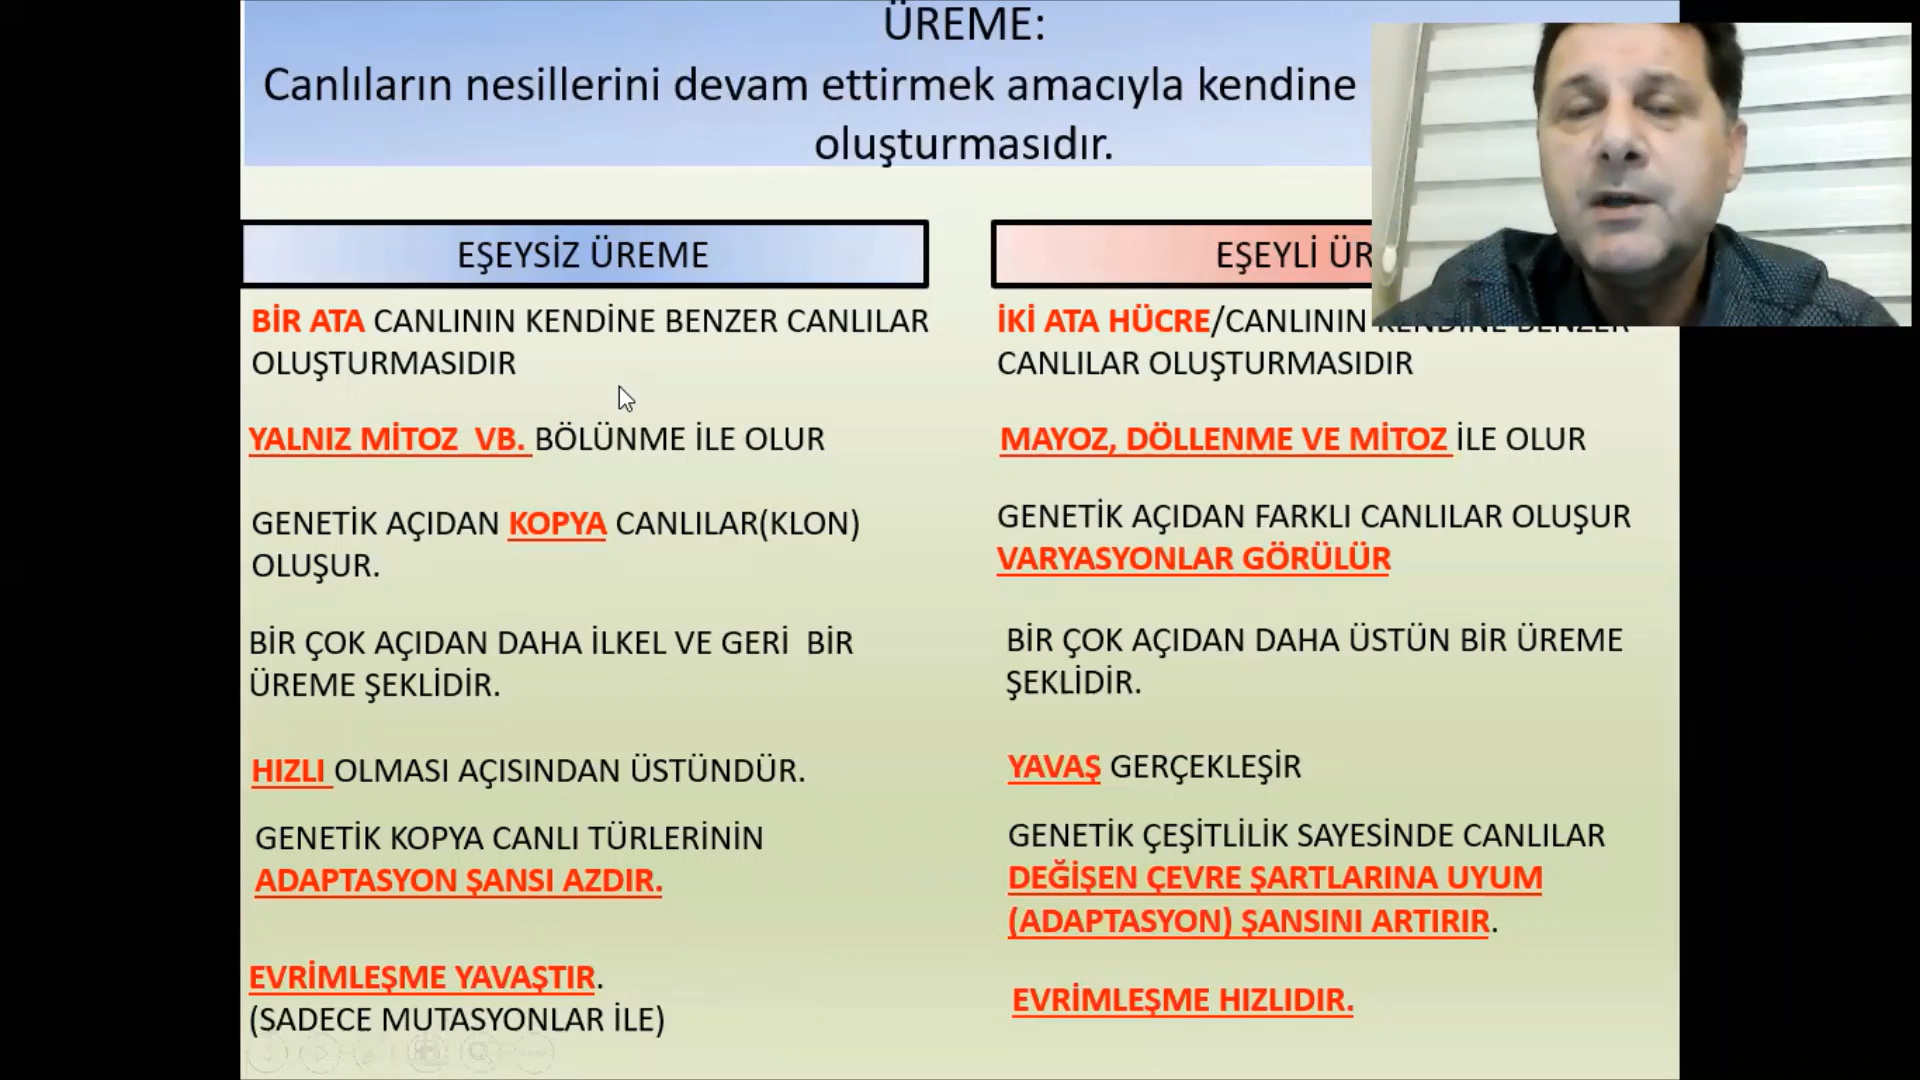 ÜREME:
Canlıların nesillerini devam ettirmek amacıyla kendine
oluşturmasıdır.
EŞEYSİZ ÜREME
BİR ATA CANLININ KENDİNE BENZER CANLILAR
OLUŞTURMASIDIR
YALNIZ MİTOZ VB. BÖLÜNME İLE OLUR
GENETİK AÇIDAN KOPYA CANLILAR(KLON)
OLUŞUR.
BİR ÇOK AÇIDAN DAHA İLKEL VE GERİ BİR
ÜREME ŞEKLİDİR.
HIZLI OLMASI AÇISINDAN ÜSTÜNDÜR.
GENETİK KOPYA CANLI TÜRLERİNİN
ADAPTASYON ŞANSI AZDIR.
EVRİMLEŞME YAVAŞTIR.
(SADECE MUTASYONLAR İLE)
EŞEYLİ ÜR
İKİ ATA HÜCRE/CANLININ KENDİNE BENZER
CANLILAR OLUŞTURMASIDIR
MAYOZ, DÖLLENME VE MİTOZ İLE OLUR
GENETİK AÇIDAN FARKLI CANLILAR OLUŞUR
VARYASYONLAR GÖRÜLÜR
BİR ÇOK AÇIDAN DAHA ÜSTÜN BİR ÜREME
ŞEKLİDİR.
YAVAŞ GERÇEKLEŞİR
GENETİK ÇEŞİTLİLİK SAYESİNDE CANLILAR
DEĞİŞEN ÇEVRE ŞARTLARINA UYUM
(ADAPTASYON) ŞANSINI ARTIRIR.
EVRİMLEŞME HIZLIDIR.